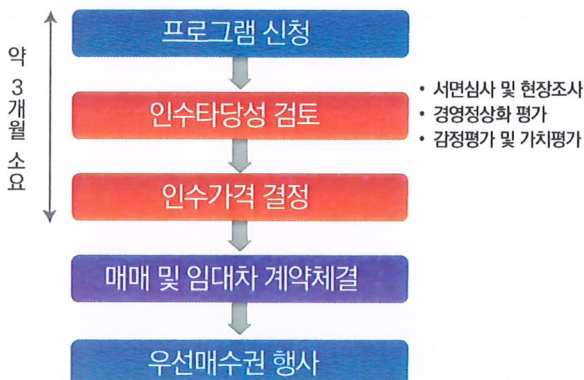 약 3개월 소요
프로그램 신청
인수타당성 검토
• 서면심사 및 현장조사
• 경영정상화 평가
• 감정평가 및 가치평가
인수가격 결정
매매 및 임대차 계약체결
우선매수권 행사